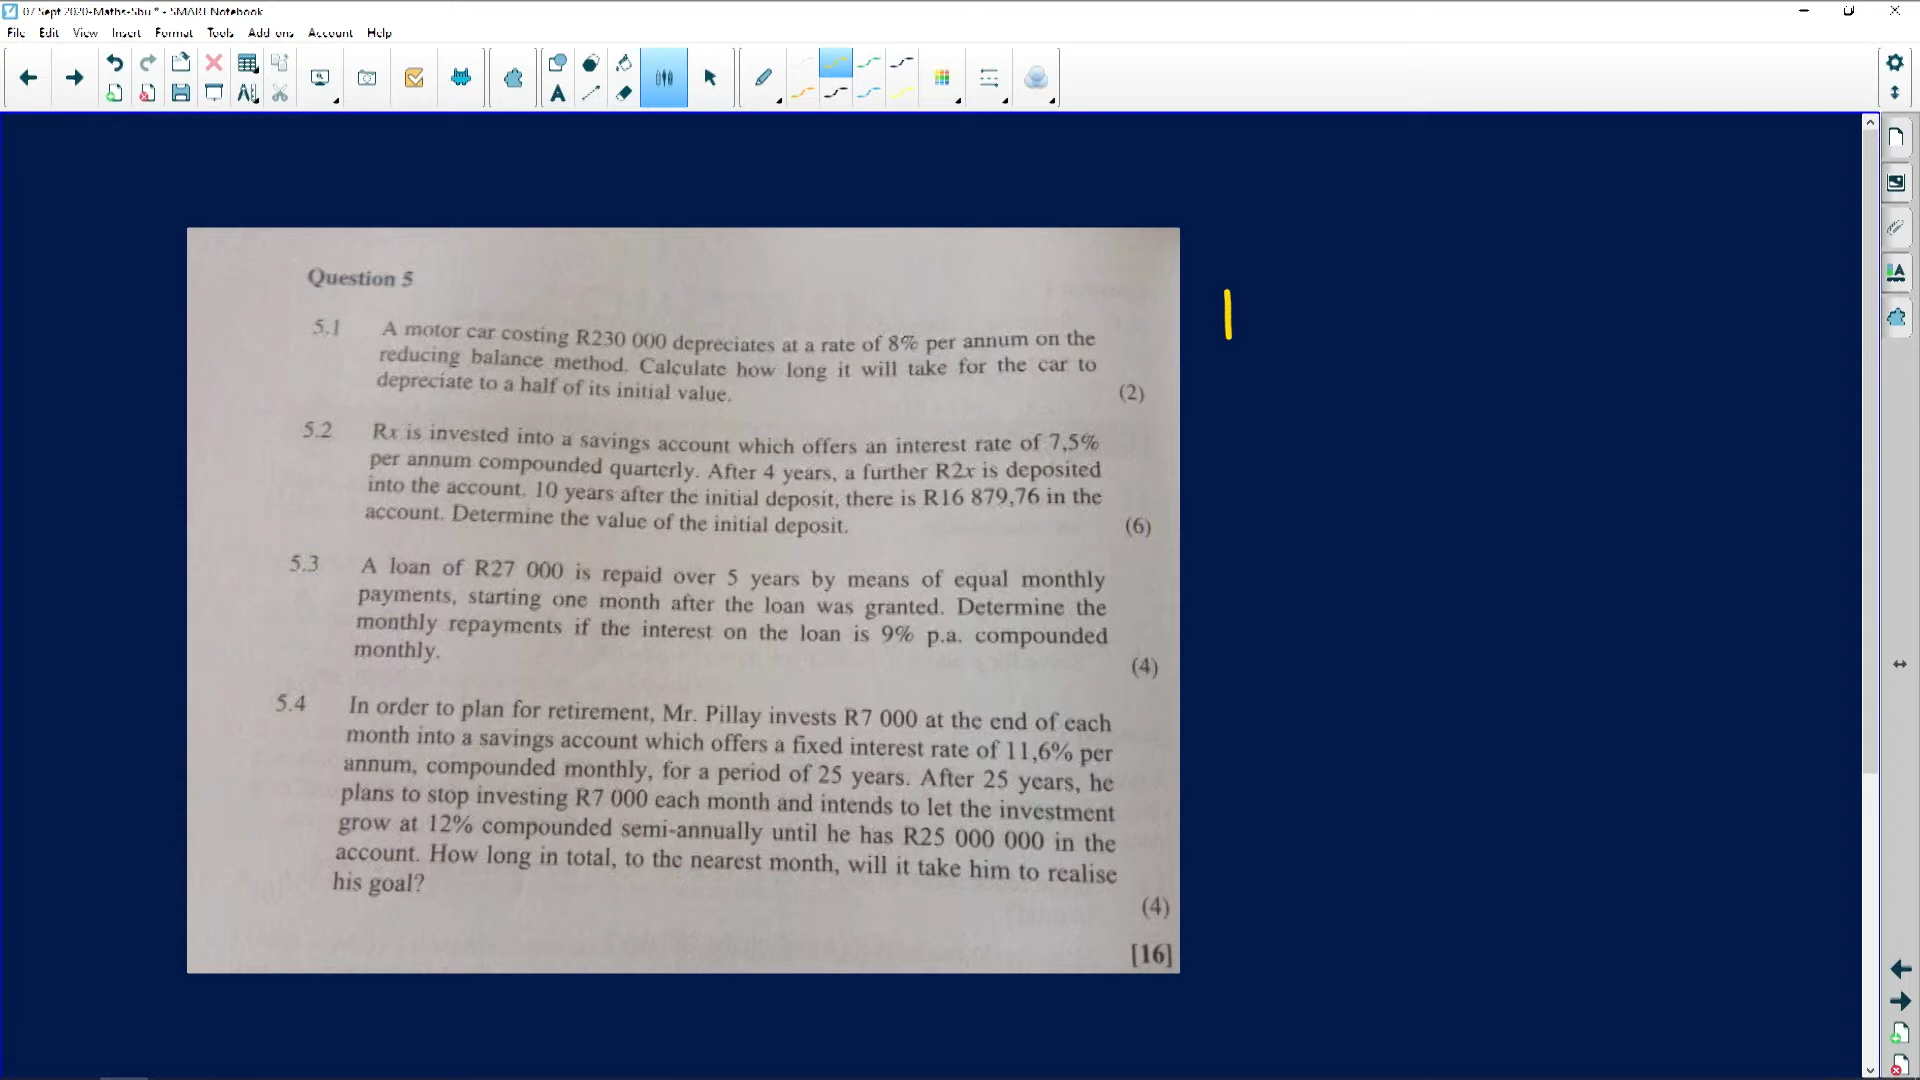 07 Sept 2020-Maths-Sbu * - SMART Notebook
File Edit View Insert Format Tools Add-ons Account Help
Question 5
5.1 A motor car costing R230 000 depreciates at a rate of 8% per annum on the
reducing balance method. Calculate how long it will take for the car to
depreciate to a half of its initial value.
(2)
5.2 Rx is invested into a savings account which offers an interest rate of 7,5%
per annum compounded quarterly. After 4 years, a further R2x is deposited
into the account. 10 years after the initial deposit, there is R16 879,76 in the
account. Determine the value of the initial deposit.
(6)
5.3 A loan of R27 000 is repaid over 5 years by means of equal monthly
payments, starting one month after the loan was granted. Determine the
monthly repayments if the interest on the loan is 9% p.a. compounded
monthly.
(4)
5.4 In order to plan for retirement, Mr. Pillay invests R7 000 at the end of each
month into a savings account which offers a fixed interest rate of 11,6% per
annum, compounded monthly, for a period of 25 years. After 25 years, he
plans to stop investing R7 000 each month and intends to let the investment
grow at 12% compounded semi-annually until he has R25 000 000 in the
account. How long in total, to the nearest month, will it take him to realise
his goal?
(4)
[16]